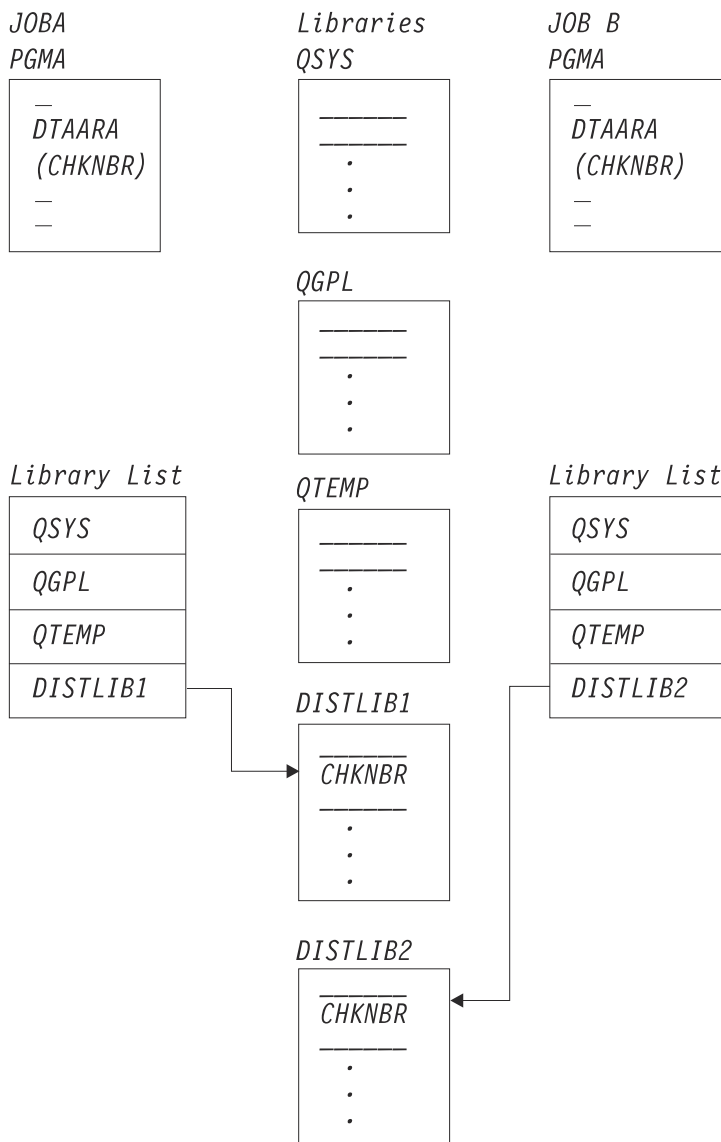 JOBA
PGMA
DTAARA
(CHKNBR)
Library List
QSYS
QGPL
QTEMP
DISTLIB1
Libraries
QSYS
QGPL
QTEMP
DISTLIB1
CHKNBR
DISTLIB2
CHKNBR
JOB B
PGMA
DTAARA
(CHKNBR)
Library List
QSYS
QGPL
QTEMP
DISTLIB2